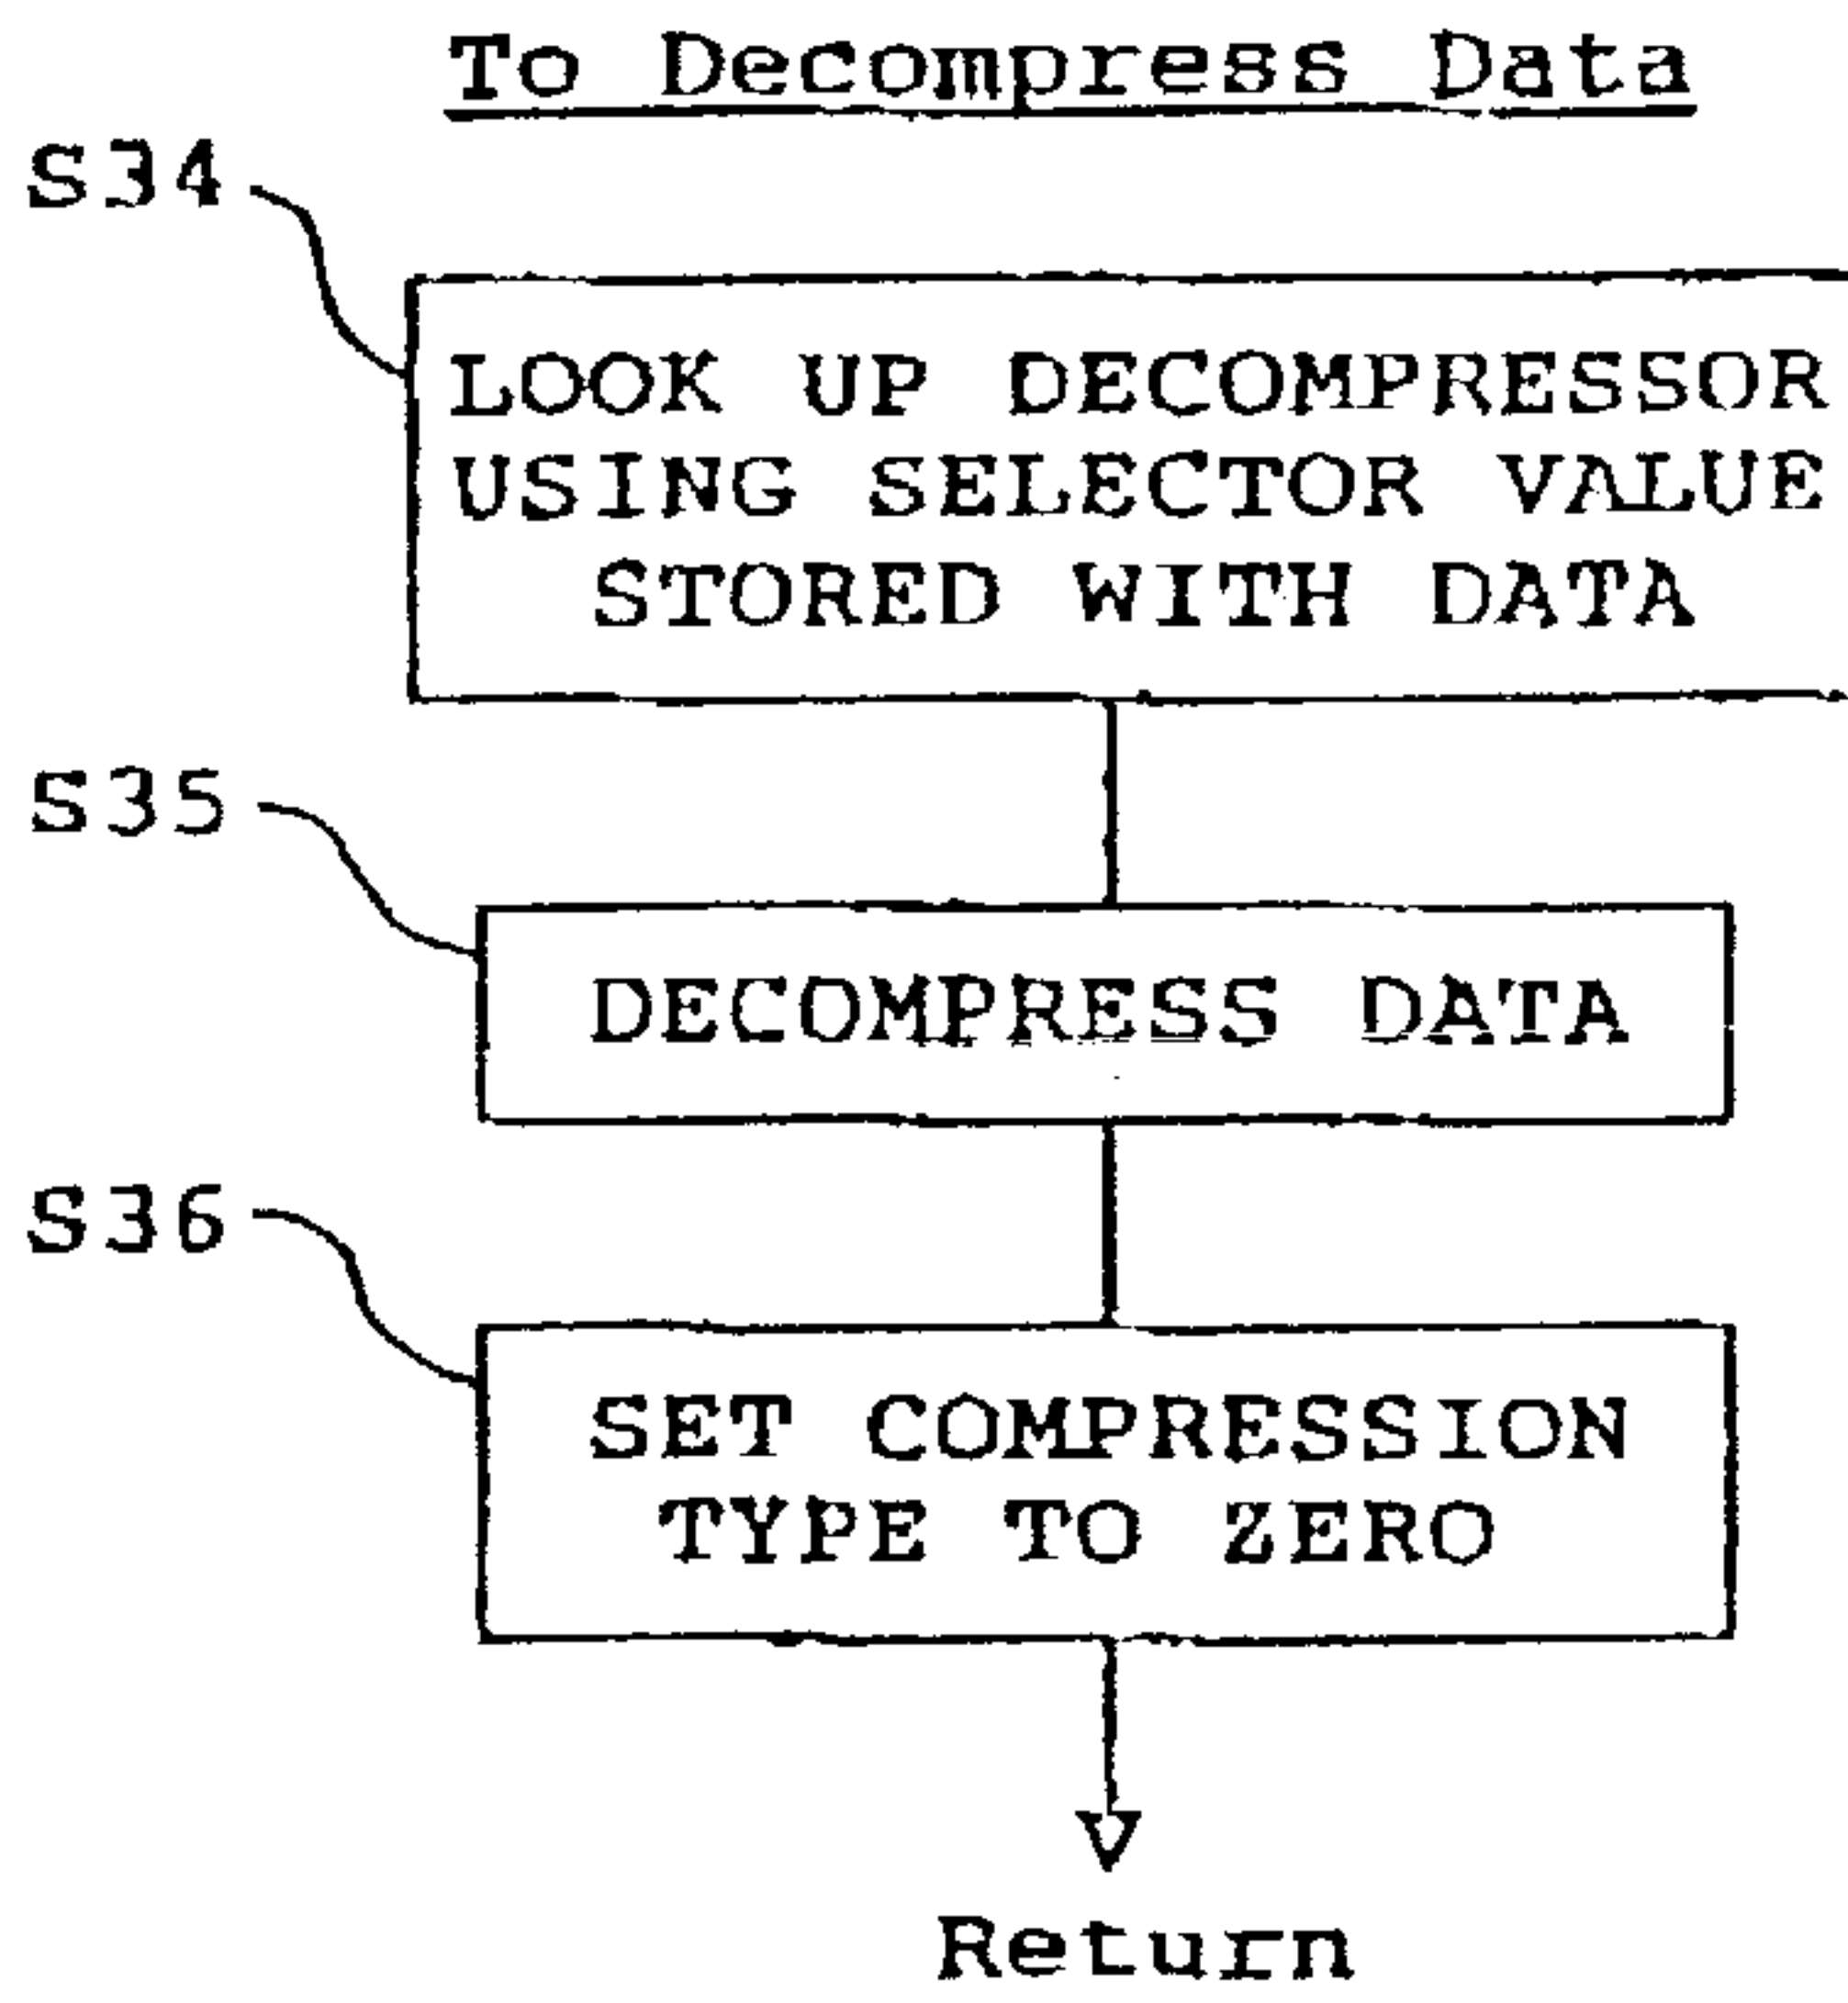 To Decompress Data
S34
LOOK UP DECOMPRESSOR
USING SELECTOR VALUE
STORED WITH DATA
S35
DECOMPRESS DATA
S36
SET COMPRESSION
TYPE TO ZERO
Return